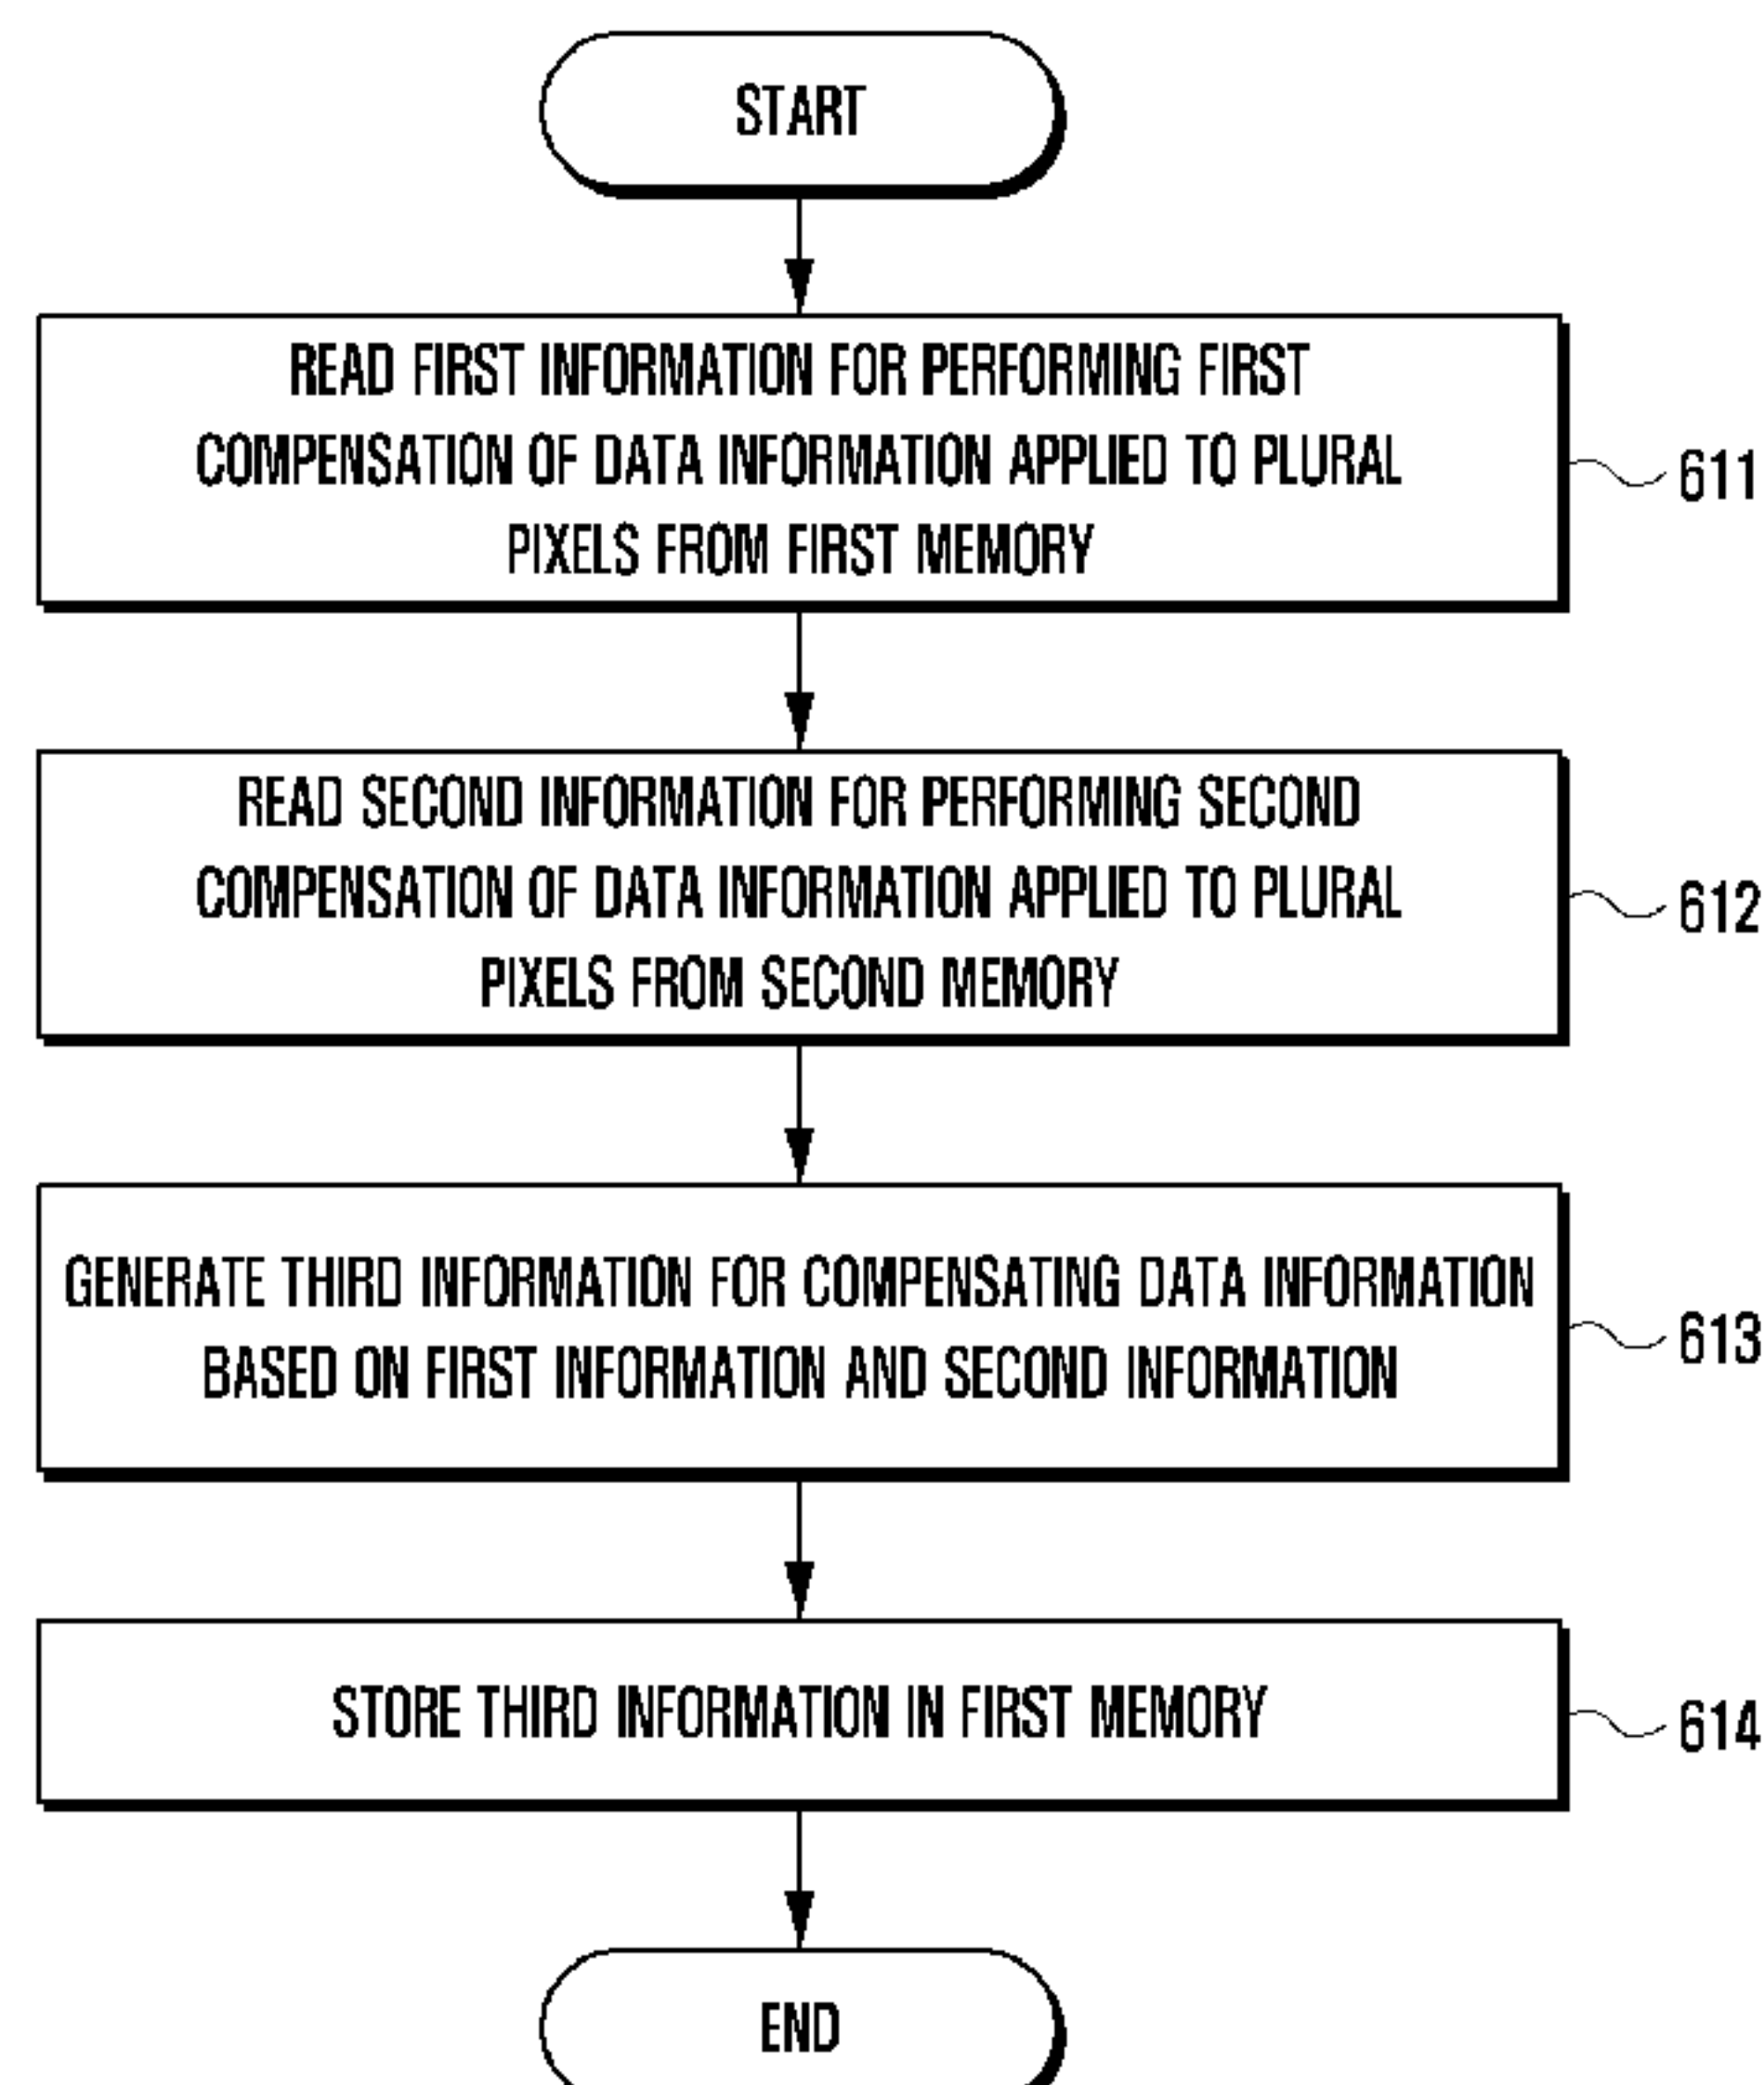 START
READ FIRST INFORMATION FOR PERFORMING FIRST
COMPENSATION OF DATA INFORMATION APPLIED TO PLURAL
PIXELS FROM FIRST MEMORY
611
READ SECOND INFORMATION FOR PERFORMING SECOND
COMPENSATION OF DATA INFORMATION APPLIED TO PLURAL
PIXELS FROM SECOND MEMORY
612
GENERATE THIRD INFORMATION FOR COMPENSATING DATA INFORMATION
BASED ON FIRST INFORMATION AND SECOND INFORMATION
613
STORE THIRD INFORMATION IN FIRST MEMORY
614
END